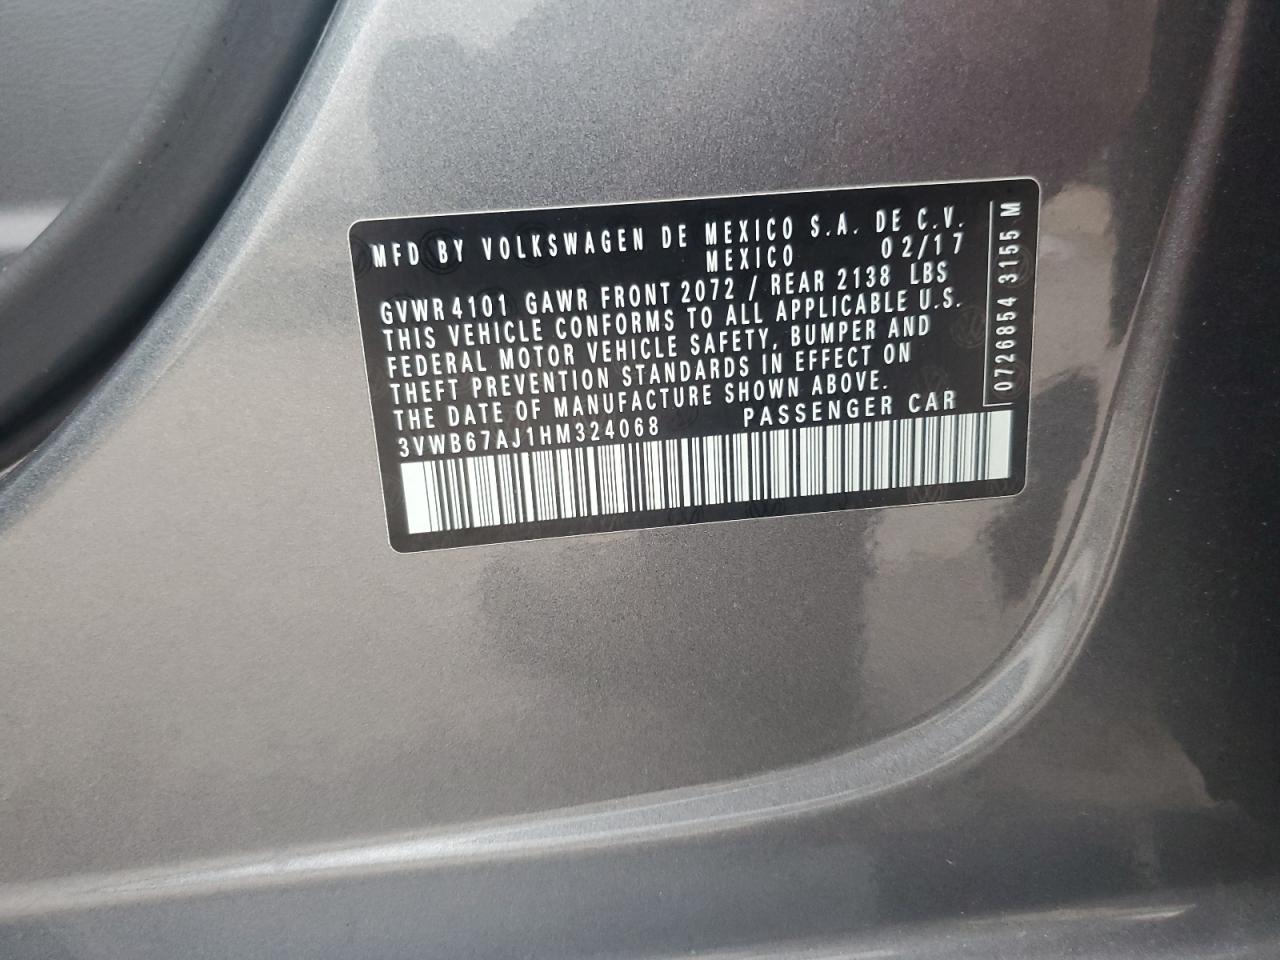 MFD BY VOLKSWAGEN DE MEXICO S.A. DE C.V.
MEXICO 02/17
GVWR 4101 GAWR FRONT 2072 / REAR 2138 LBS
THIS VEHICLE CONFORMS TO ALL APPLICABLE U.S.
FEDERAL MOTOR VEHICLE SAFETY, BUMPER AND
THEFT PREVENTION STANDARDS IN EFFECT ON
THE DATE OF MANUFACTURE SHOWN ABOVE.
3VWB67AJ1HM324068 PASSENGER CAR
0726854 3155 M